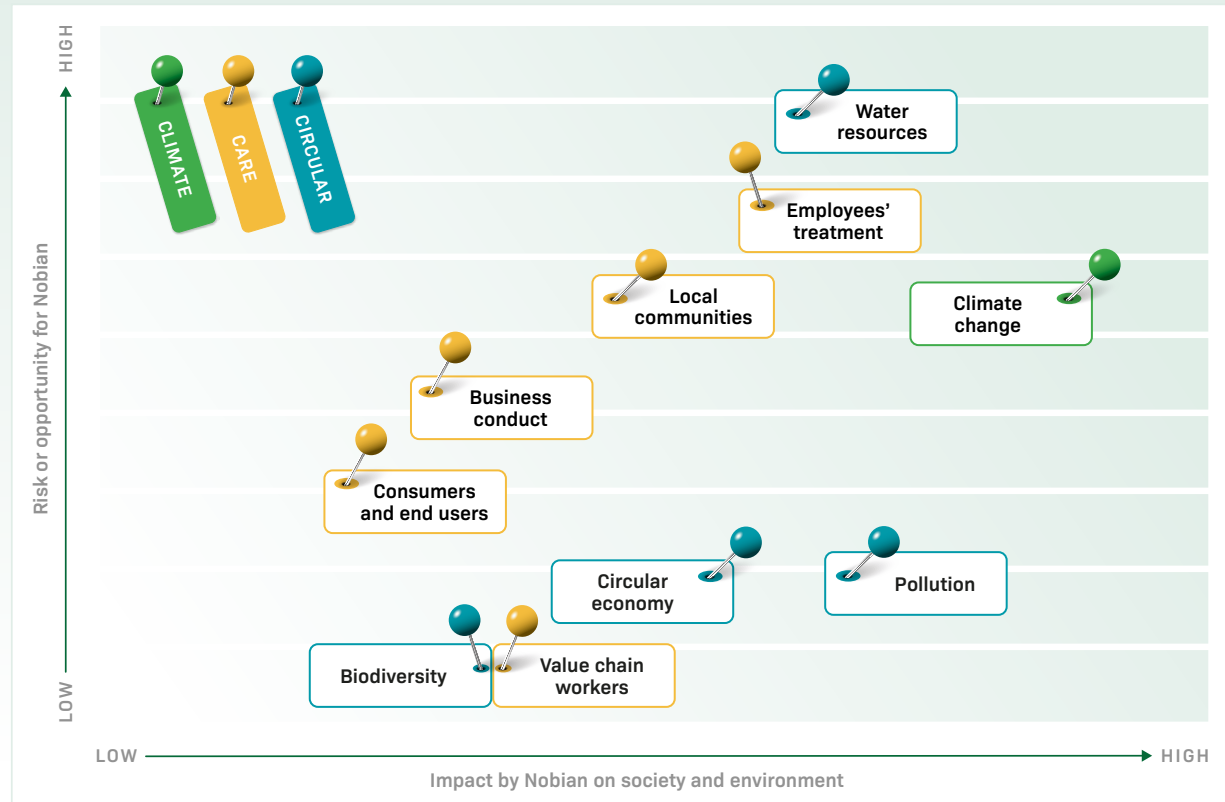 HIGH
CLIMATE
CARE
CIRCULAR
Water
resources
Employees’
treatment
Local
communities
Climate
change
Risk or opportunity for Nobian
Business
conduct
Consumers
and end users
Circular
economy
Pollution
Biodiversity
Value chain
workers
LOW
LOW
HIGH
Impact by Nobian on society and environment